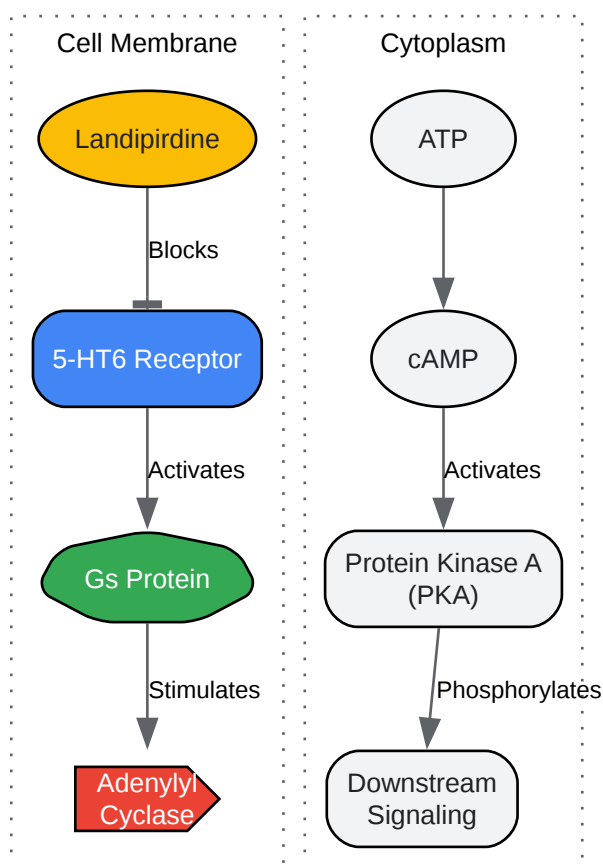 Cell Membrane
Landipirdine
Blocks
5-HT6 Receptor
Activates
Gs Protein
Stimulates
Adenylyl
Cyclase
Cytoplasm
ATP
cAMP
Activates
Protein Kinase A
(PKA)
Phosphorylates
Downstream
Signaling